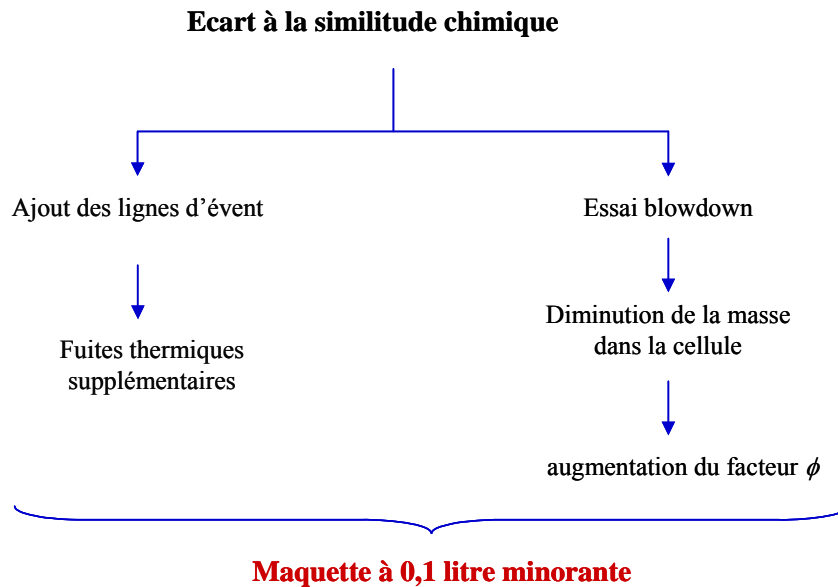 Ecart à la similitude chimique
Ajout des lignes d’évent
Fuites thermiques
supplémentaires
Essai blowdown
Diminution de la masse
dans la cellule
augmentation du facteur ϕ
Maquette à 0,1 litre minorante